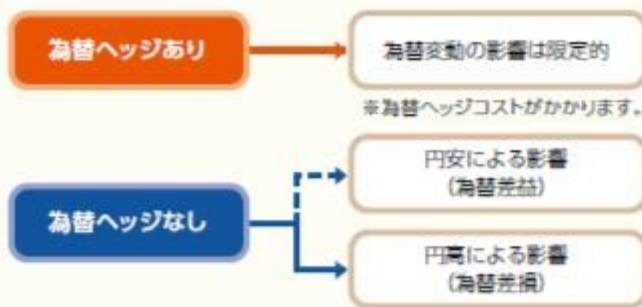 為替ヘッジあり
為替変動の影響は限定的
※為替ヘッジコストがかかります。
為替ヘッジなし
円安による影響
(為替差益)
円高による影響
(為替差損)